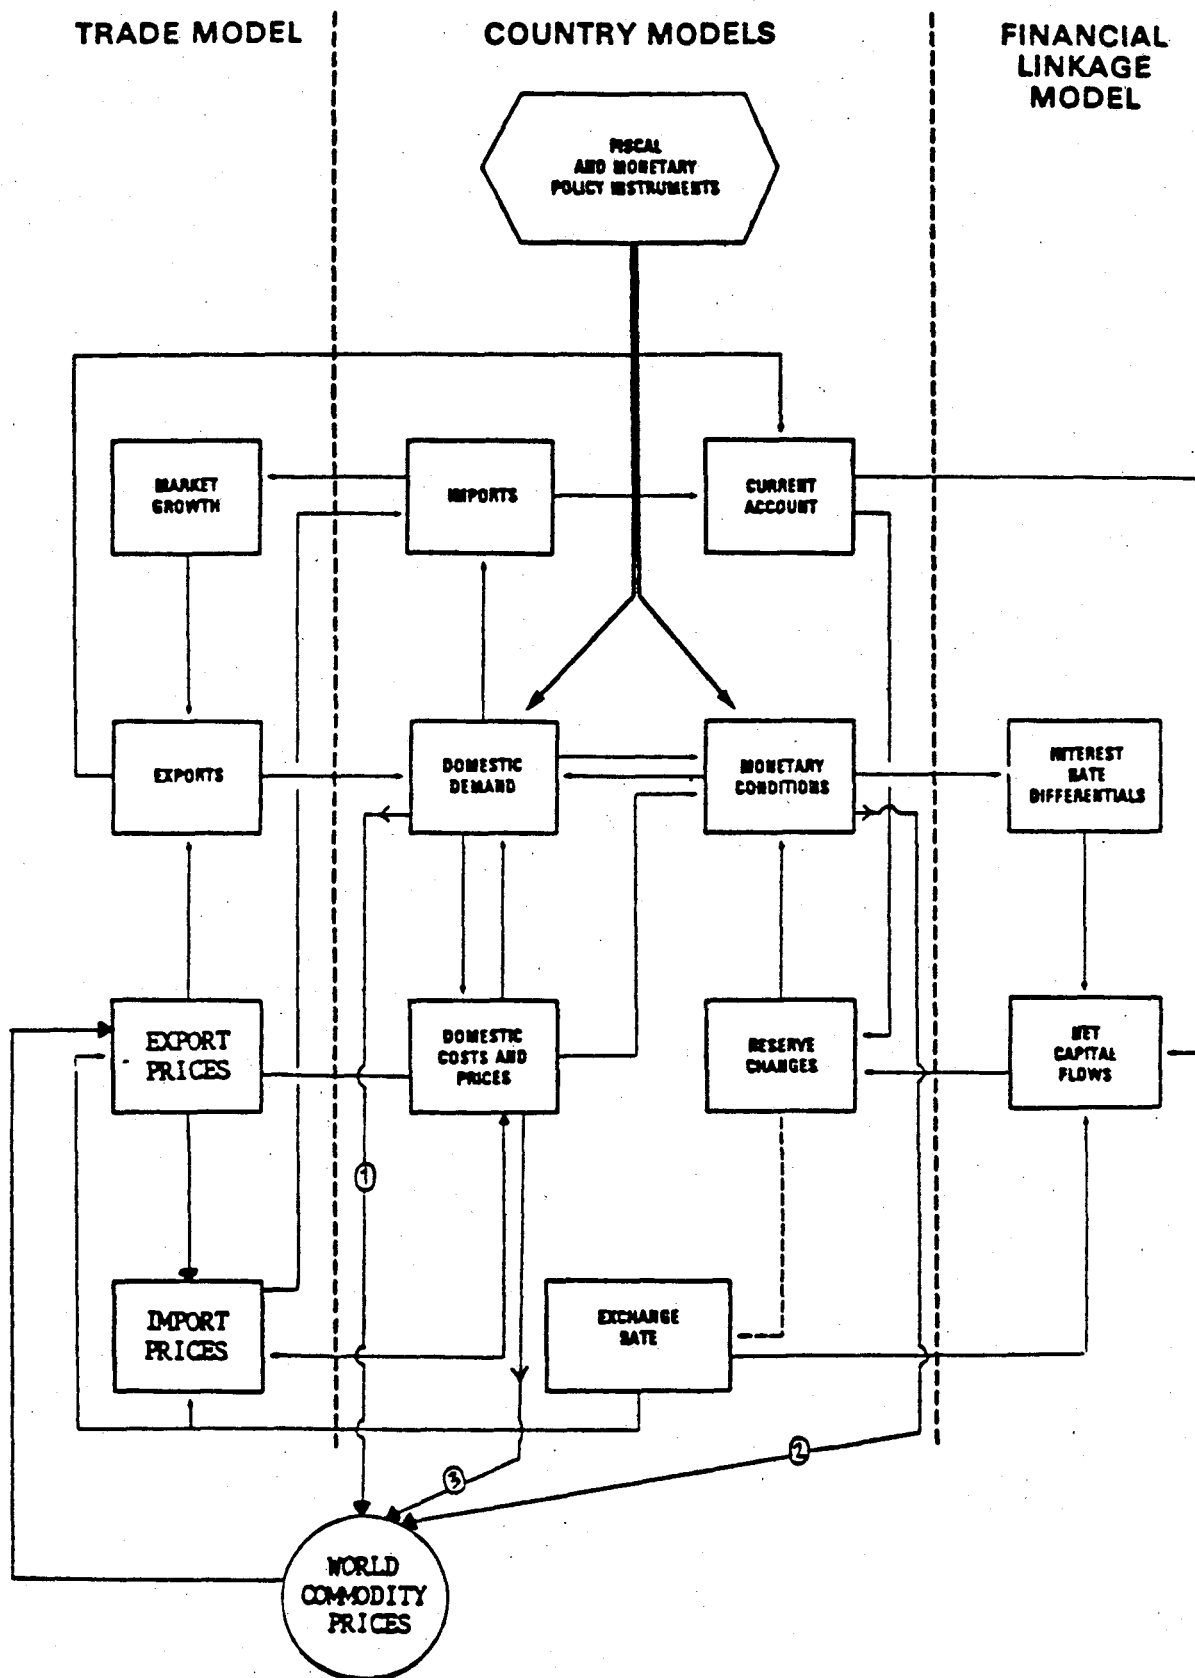 TRADE MODEL
COUNTRY MODELS
FINANCIAL
LINKAGE
MODEL
FISCAL
AND MONETARY
POLICY INSTRUMENTS
MARKET
GROWTH
IMPORTS
CURRENT
ACCOUNT
EXPORTS
DOMESTIC
DEMAND
MONETARY
CONDITIONS
INTEREST
RATE
DIFFERENTIALS
EXPORT
PRICES
DOMESTIC
COSTS AND
PRICES
RESERVE
CHANGES
NET
CAPITAL
FLOWS
1
IMPORT
PRICES
EXCHANGE
RATE
2
3
WORLD
COMMODITY
PRICES